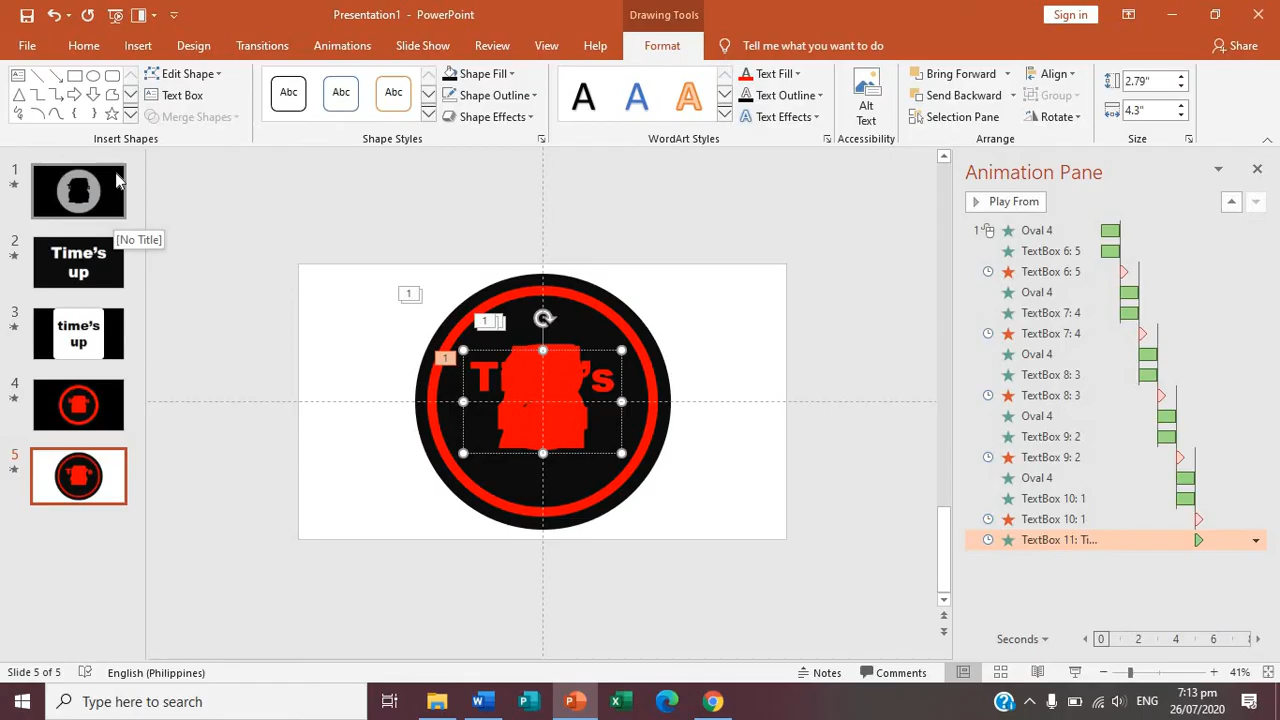 Presentation1 - PowerPoint
Drawing Tools
Sign in
File
Home
Insert
Design
Transitions
Animations
Slide Show
Review
View
Help
Format
Tell me what you want to do
Share
Edit Shape
Text Box
Merge Shapes
Insert Shapes
Abc
Abc
Abc
Shape Fill
Shape Outline
Shape Effects
Shape Styles
A
A
A
Text Fill
Text Outline
Text Effects
WordArt Styles
Alt
Text
Accessibility
Bring Forward
Send Backward
Selection Pane
Align
Group
Rotate
Arrange
2.79"
4.3"
Size
1
[No Title]
2
Time's
up
3
time's
up
4
5
1
1
1
Animation Pane
Play From
1 Oval 4
TextBox 6: 5
TextBox 6: 5
Oval 4
TextBox 7: 4
TextBox 7: 4
Oval 4
TextBox 8: 3
TextBox 8: 3
Oval 4
TextBox 9: 2
TextBox 9: 2
Oval 4
TextBox 10: 1
TextBox 10: 1
TextBox 11: Ti...
Seconds
0 2 4 6
Slide 5 of 5
English (Philippines)
Notes
Comments
41%
Type here to search
ENG
7:13 pm
26/07/2020